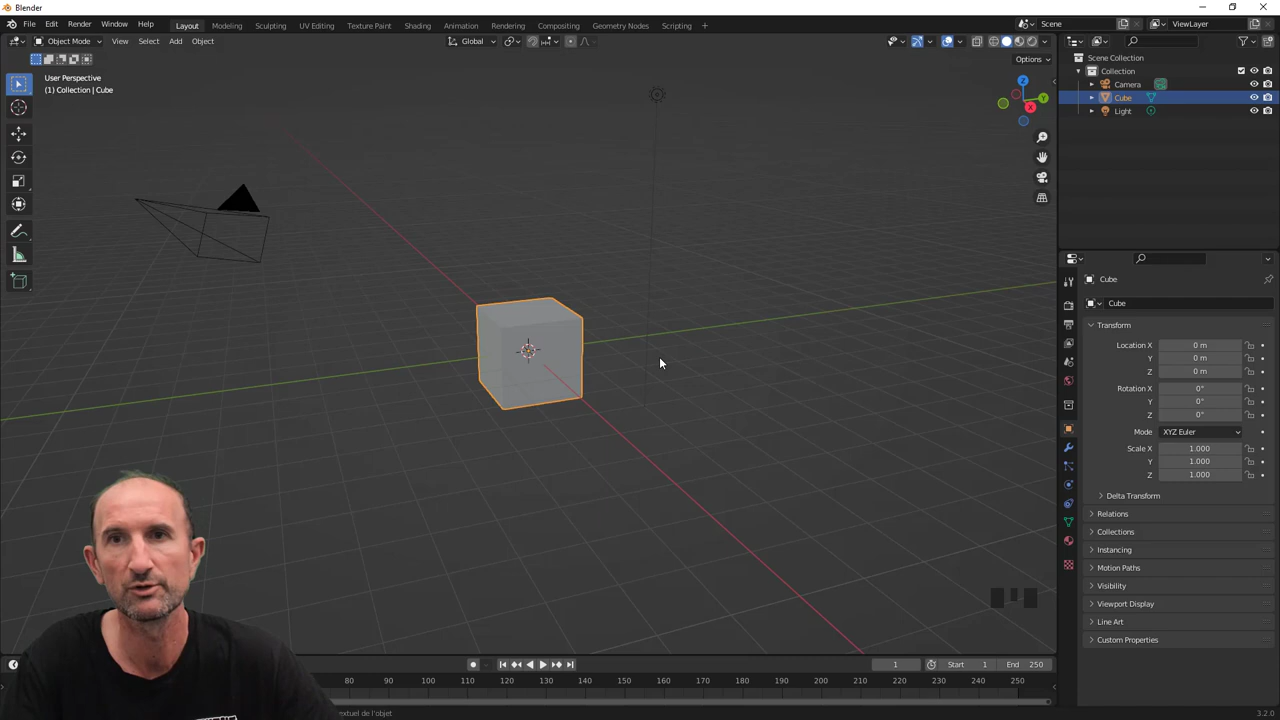 Blender
File Edit Render Window Help Layout Modeling Sculpting UV Editing Texture Paint Shading Animation Rendering Compositing Geometry Nodes Scripting + Scene ViewLayer
Object Mode View Select Add Object Global
Options
User Perspective
(1) Collection | Cube
Z
Y
X
Scene Collection
Collection
Camera
Cube
Light
Cube
Cube
Transform
Location X 0 m
Y 0 m
Z 0 m
Rotation X 0°
Y 0°
Z 0°
Mode XYZ Euler
Scale X 1.000
Y 1.000
Z 1.000
Delta Transform
Relations
Collections
Instancing
Motion Paths
Visibility
Viewport Display
Line Art
Custom Properties
1 Start 1 End 250
80 90 100 110 120 130 140 150 160 170 180 190 200 210 220 230 240 250
textuel de l'objet
3.2.0